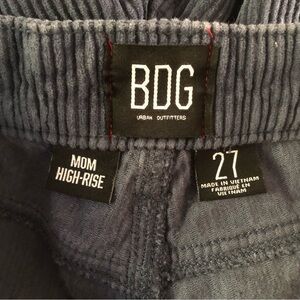 BDG
URBAN OUTFITTERS
MOM
HIGH-RISE
27
MADE IN VIETNAM
FABRIQUÉ EN
VIETNAM